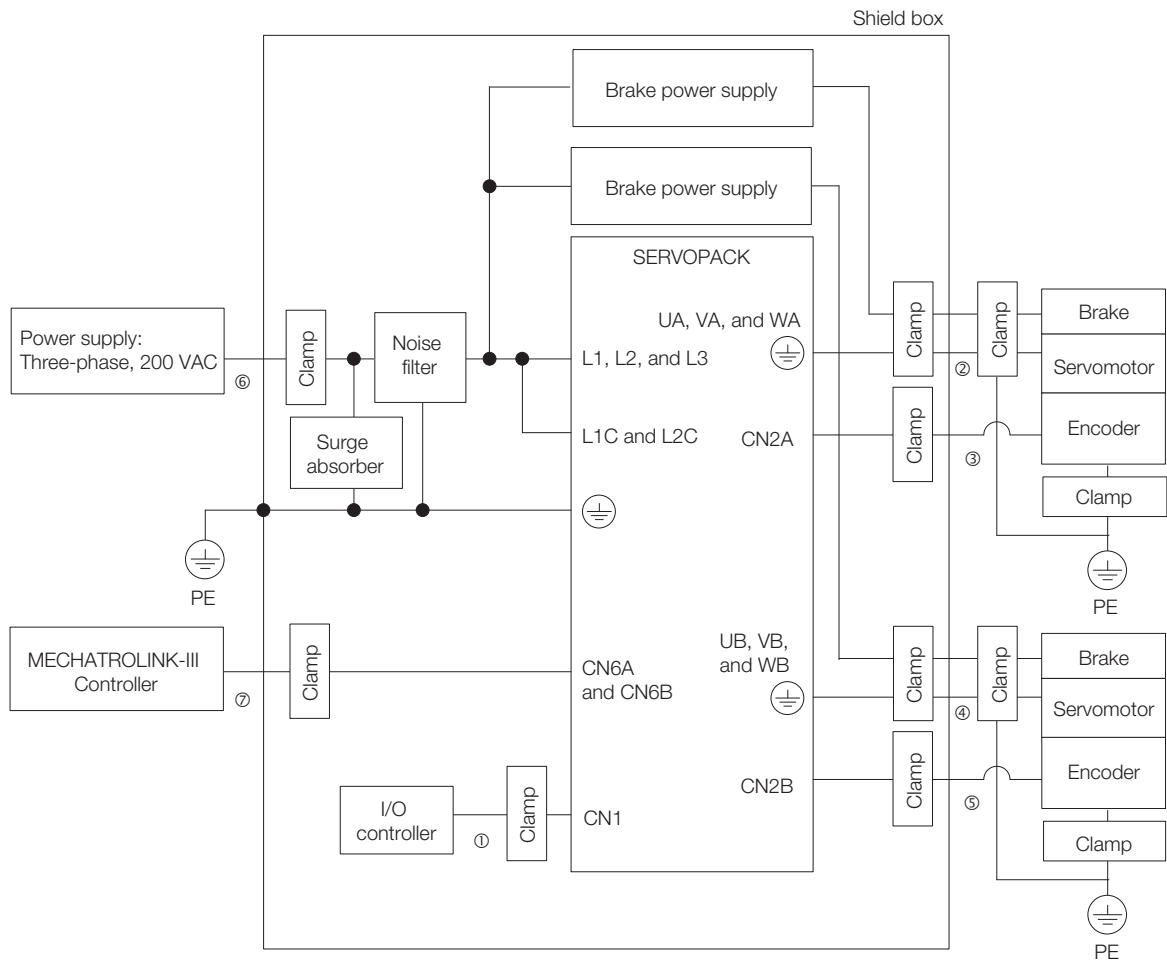 Shield box
Brake power supply
Brake power supply
SERVOPACK
Power supply:
Three-phase, 200 VAC
⑥
Clamp
Noise
filter
Surge
absorber
L1, L2, and L3
L1C and L2C
UA, VA, and WA
CN2A
Clamp
②
Clamp
Brake
Servomotor
Encoder
Clamp
③
Clamp
PE
PE
MECHATROLINK-III
Controller
⑦
Clamp
CN6A
and CN6B
UB, VB,
and WB
CN2B
Clamp
④
Clamp
Brake
Servomotor
Encoder
Clamp
⑤
Clamp
PE
I/O
controller
①
Clamp
CN1